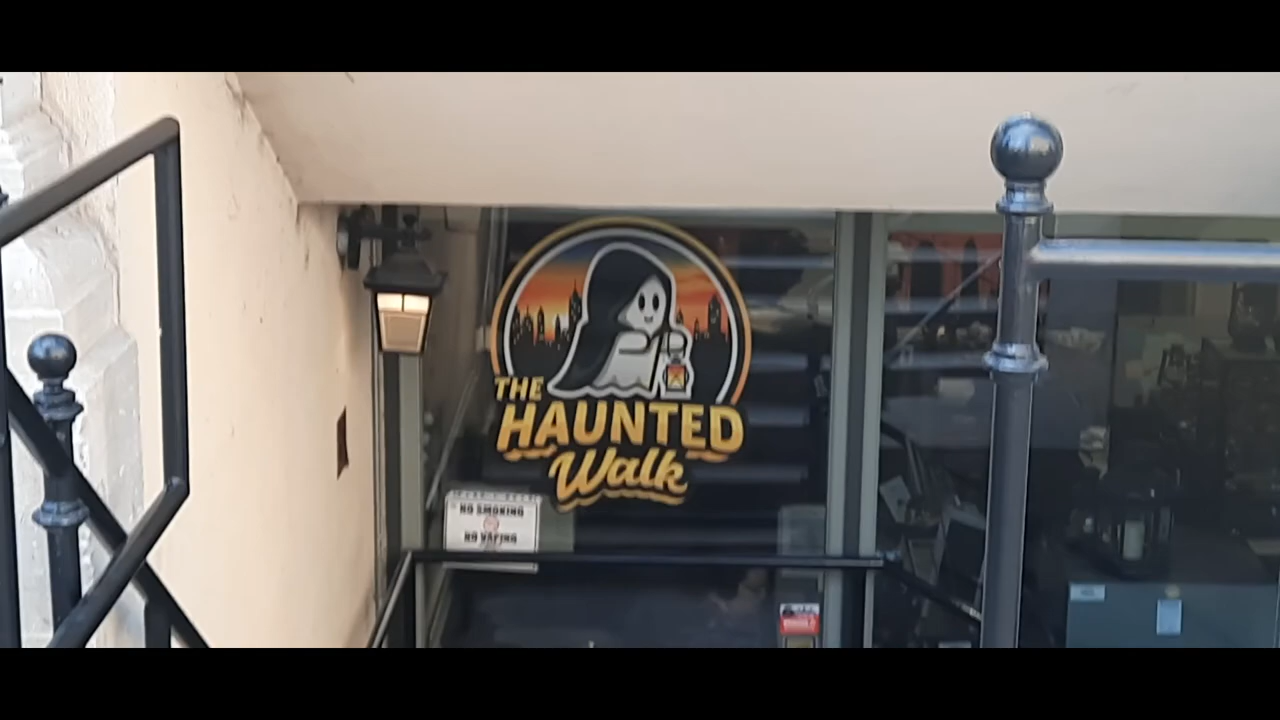 THE
HAUNTED
Walk
NO SMOKING
NO VAPING